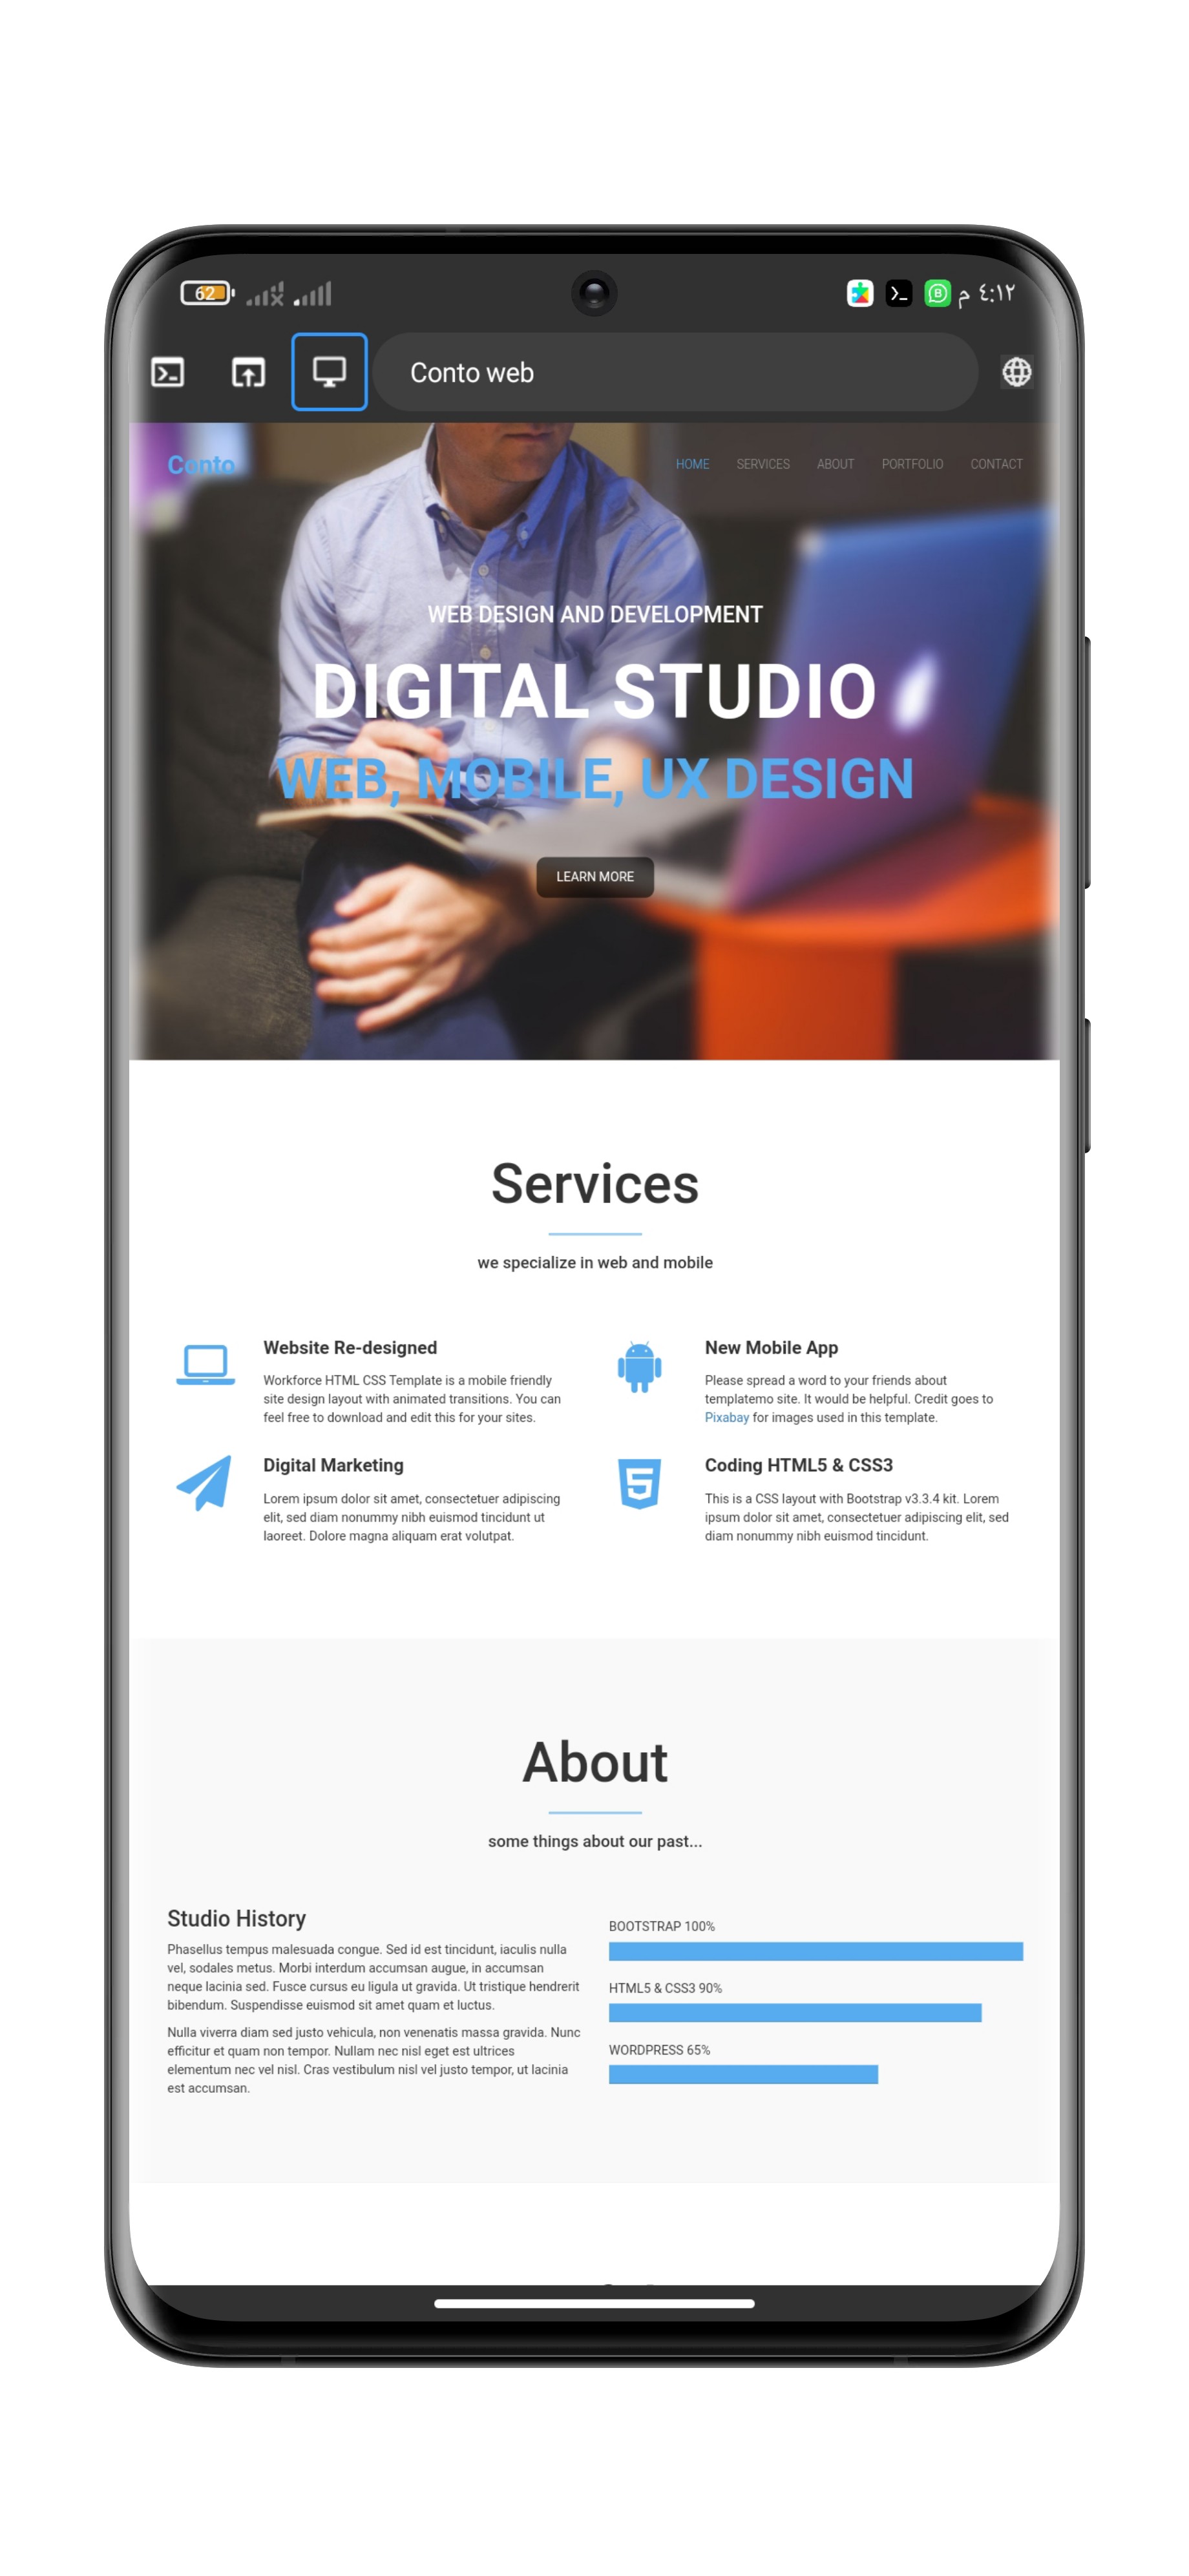 62
٤:١٢ م
Conto web
Conto
HOME SERVICES ABOUT PORTFOLIO CONTACT
WEB DESIGN AND DEVELOPMENT
DIGITAL STUDIO
WEB, MOBILE, UX DESIGN
LEARN MORE
Services
we specialize in web and mobile
Website Re-designed
Workforce HTML CSS Template is a mobile friendly
site design layout with animated transitions. You can
feel free to download and edit this for your sites.
New Mobile App
Please spread a word to your friends about
templatemo site. It would be helpful. Credit goes to
Pixabay for images used in this template.
Digital Marketing
Lorem ipsum dolor sit amet, consectetuer adipiscing
elit, sed diam nonummy nibh euismod tincidunt ut
laoreet. Dolore magna aliquam erat volutpat.
Coding HTML5 & CSS3
This is a CSS layout with Bootstrap v3.3.4 kit. Lorem
ipsum dolor sit amet, consectetuer adipiscing elit, sed
diam nonummy nibh euismod tincidunt.
About
some things about our past...
Studio History
Phasellus tempus malesuada congue. Sed id est tincidunt, iaculis nulla
vel, sodales metus. Morbi interdum accumsan augue, in accumsan
neque lacinia sed. Fusce cursus eu ligula ut gravida. Ut tristique hendrerit
bibendum. Suspendisse euismod sit amet quam et luctus.
Nulla viverra diam sed justo vehicula, non venenatis massa gravida. Nunc
efficitur et quam non tempor. Nullam nec nisl eget est ultrices
elementum nec vel nisl. Cras vestibulum nisl vel justo tempor, ut lacinia
est accumsan.
BOOTSTRAP 100%
HTML5 & CSS3 90%
WORDPRESS 65%